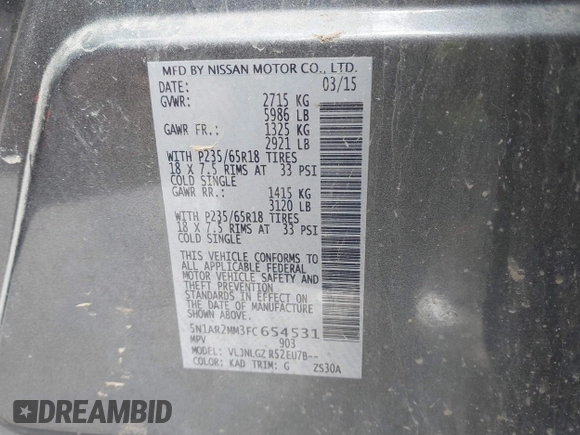 MFD BY NISSAN MOTOR CO., LTD.
DATE: 03/15
GVWR: 2715 KG
5986 LB
GAWR FR.: 1325 KG
2921 LB
WITH P235/65R18 TIRES
18 X 7.5 RIMS AT 33 PSI
COLD SINGLE
GAWR RR.: 1415 KG
3120 LB
WITH P235/65R18 TIRES
18 X 7.5 RIMS AT 33 PSI
COLD SINGLE
THIS VEHICLE CONFORMS TO
ALL APPLICABLE FEDERAL
MOTOR VEHICLE SAFETY AND
THEFT PREVENTION
STANDARDS IN EFFECT ON
THE DATE OF MANUFACTURE
SHOWN ABOVE.
5N1AR2MM3FC654531
MPV 903
MODEL: VLJNLGZ R52EU7B--
COLOR: KAD TRIM: G ZS30A
DREAMBID